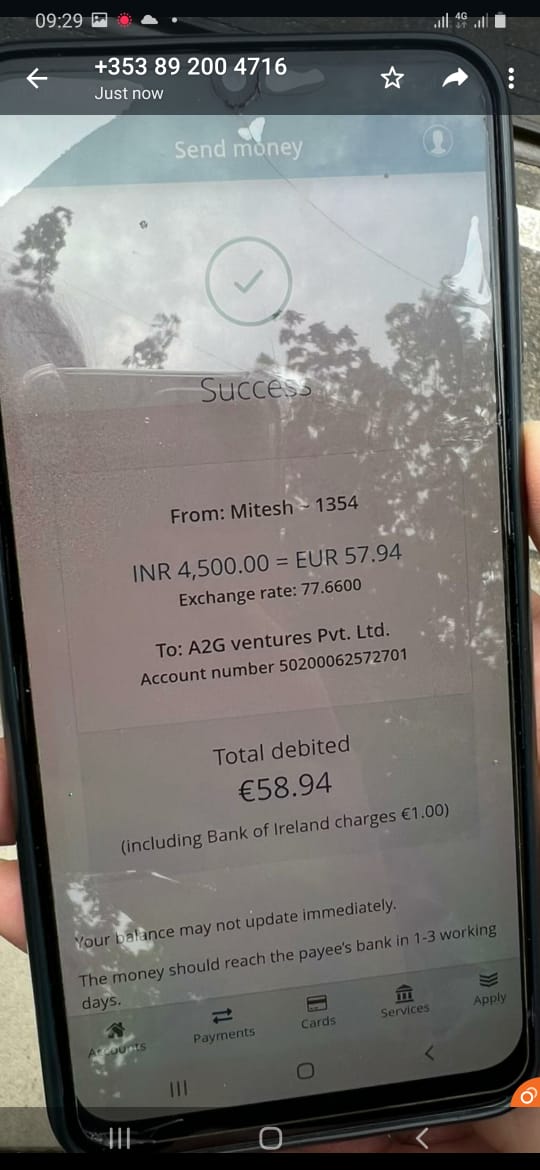 09:29
4G
+353 89 200 4716
Just now
Send money
Success
From: Mitesh ~ 1354
INR 4,500.00 = EUR 57.94
Exchange rate: 77.6600
To: A2G ventures Pvt. Ltd.
Account number 50200062572701
Total debited
€58.94
(including Bank of Ireland charges €1.00)
Your balance may not update immediately.
The money should reach the payee's bank in 1-3 working
days.
Accounts
Payments
Cards
Services
Apply